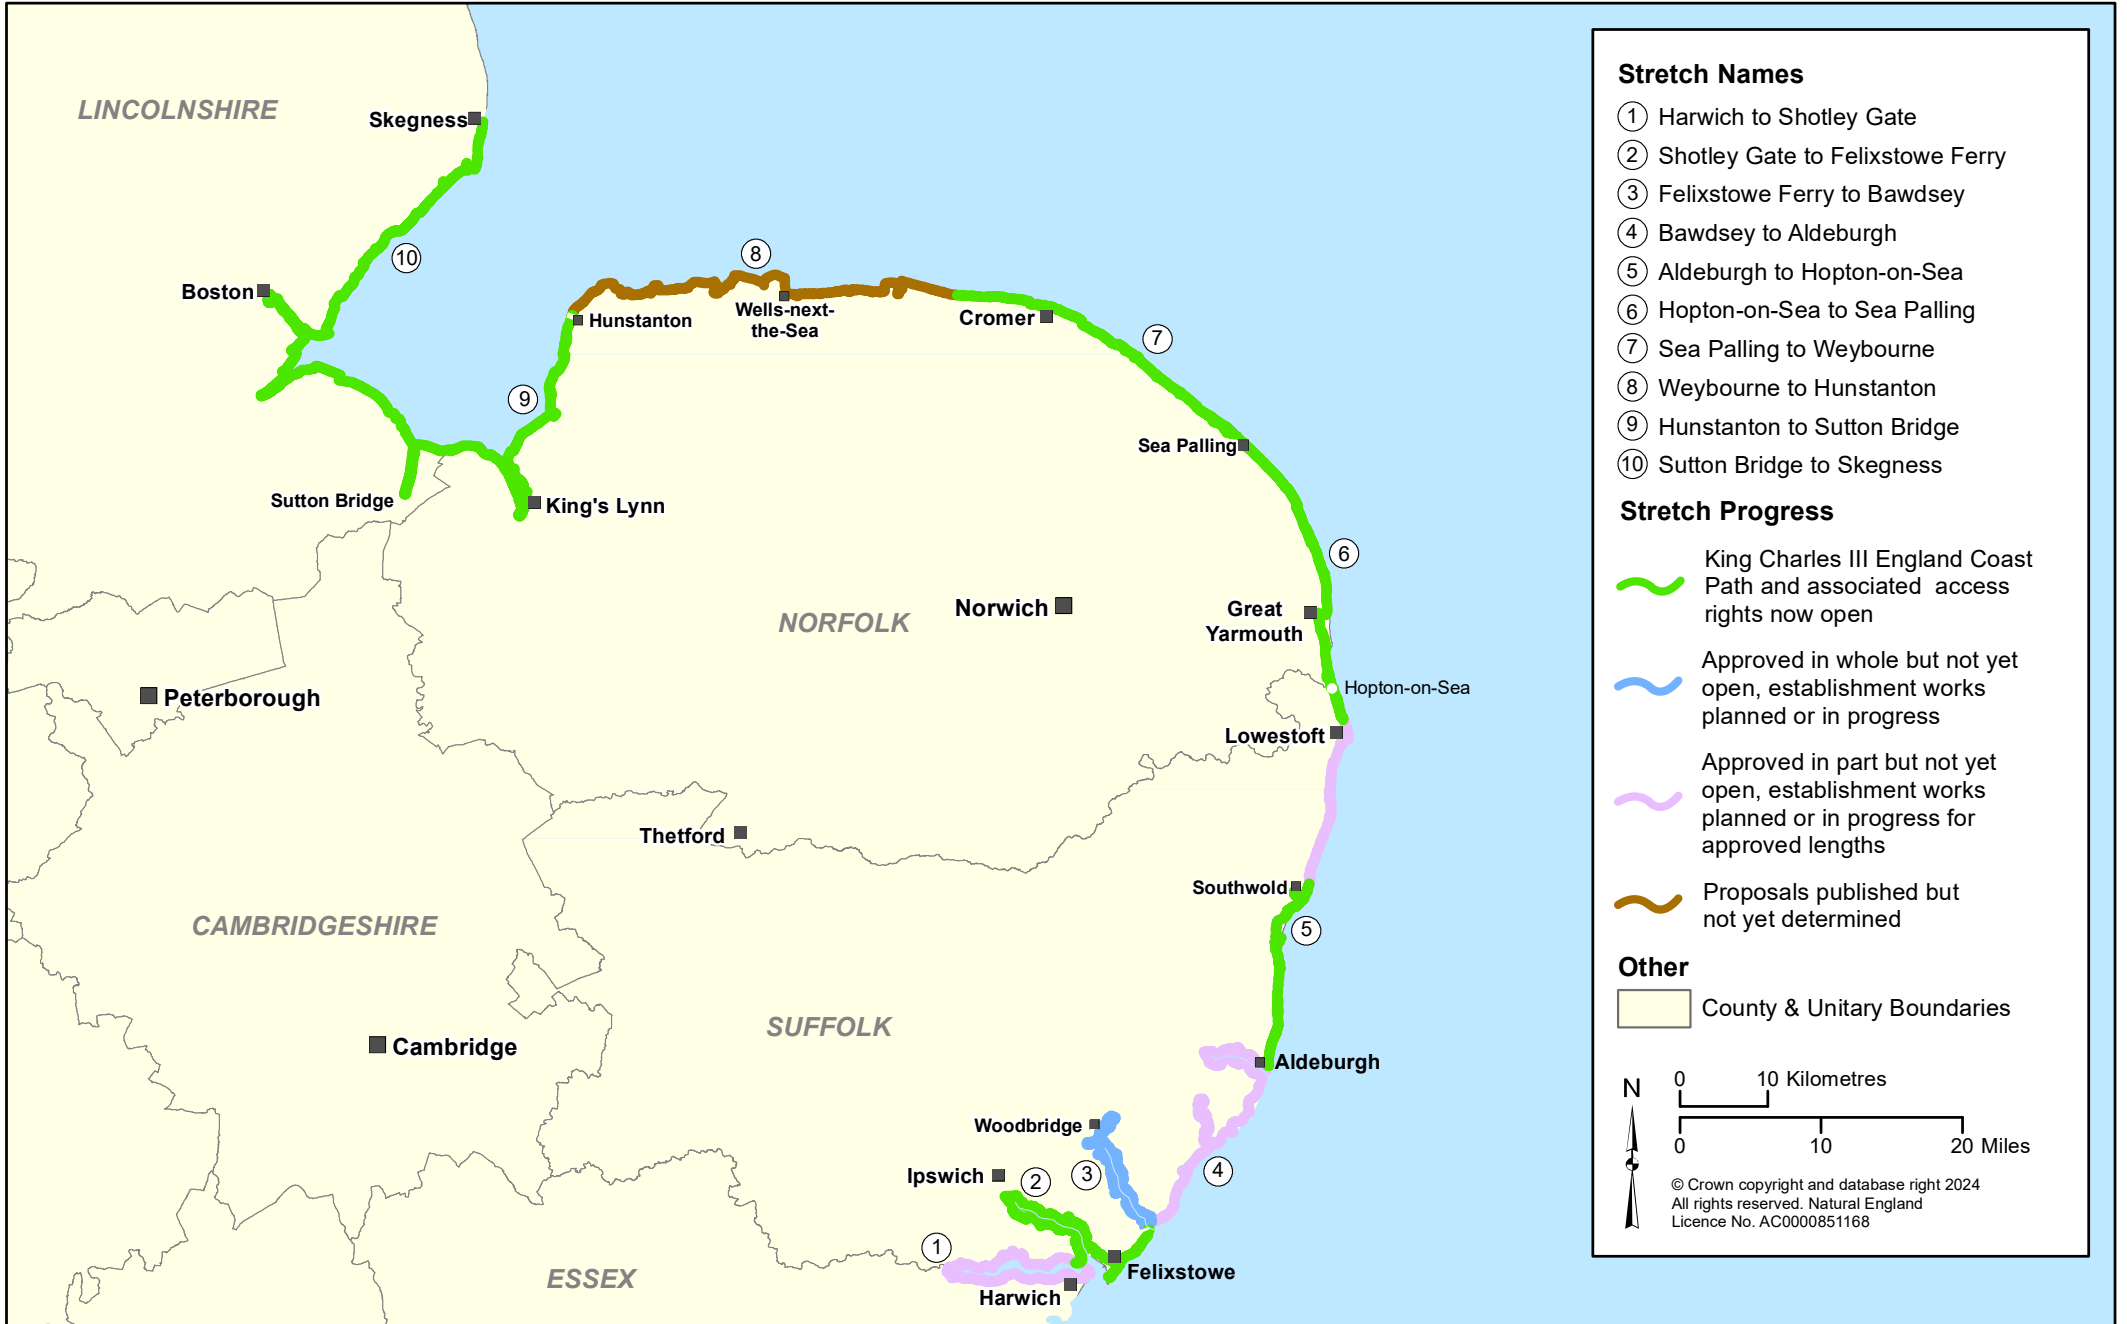 LINCOLNSHIRE
Skegness
10
Boston
8
Hunstanton
Wells-next-
the-Sea
Cromer
7
9
Sea Palling
Sutton Bridge
King's Lynn
6
Norwich
NORFOLK
Great
Yarmouth
Peterborough
Hopton-on-Sea
Lowestoft
Thetford
Southwold
5
CAMBRIDGESHIRE
SUFFOLK
Cambridge
Aldeburgh
Woodbridge
Ipswich
2
3
4
1
Felixstowe
ESSEX
Harwich
Stretch Names
1 Harwich to Shotley Gate
2 Shotley Gate to Felixstowe Ferry
3 Felixstowe Ferry to Bawdsey
4 Bawdsey to Aldeburgh
5 Aldeburgh to Hopton-on-Sea
6 Hopton-on-Sea to Sea Palling
7 Sea Palling to Weybourne
8 Weybourne to Hunstanton
9 Hunstanton to Sutton Bridge
10 Sutton Bridge to Skegness
Stretch Progress
King Charles III England Coast
Path and associated access
rights now open
Approved in whole but not yet
open, establishment works
planned or in progress
Approved in part but not yet
open, establishment works
planned or in progress for
approved lengths
Proposals published but
not yet determined
Other
County & Unitary Boundaries
N
0 10 Kilometres
0 10 20 Miles
© Crown copyright and database right 2024
All rights reserved. Natural England
Licence No. AC0000851168